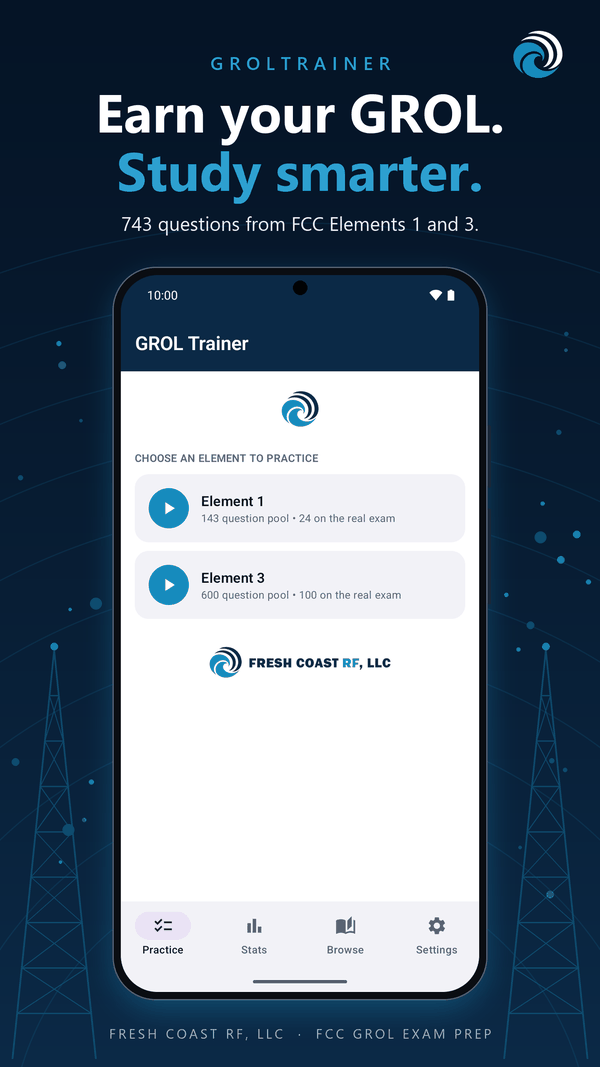 GROLTRAINER
Earn your GROL.
Study smarter.
743 questions from FCC Elements 1 and 3.
10:00
GROL Trainer
CHOOSE AN ELEMENT TO PRACTICE
Element 1
143 question pool • 24 on the real exam
Element 3
600 question pool • 100 on the real exam
FRESH COAST RF, LLC
Practice
Stats
Browse
Settings
FRESH COAST RF, LLC · FCC GROL EXAM PREP